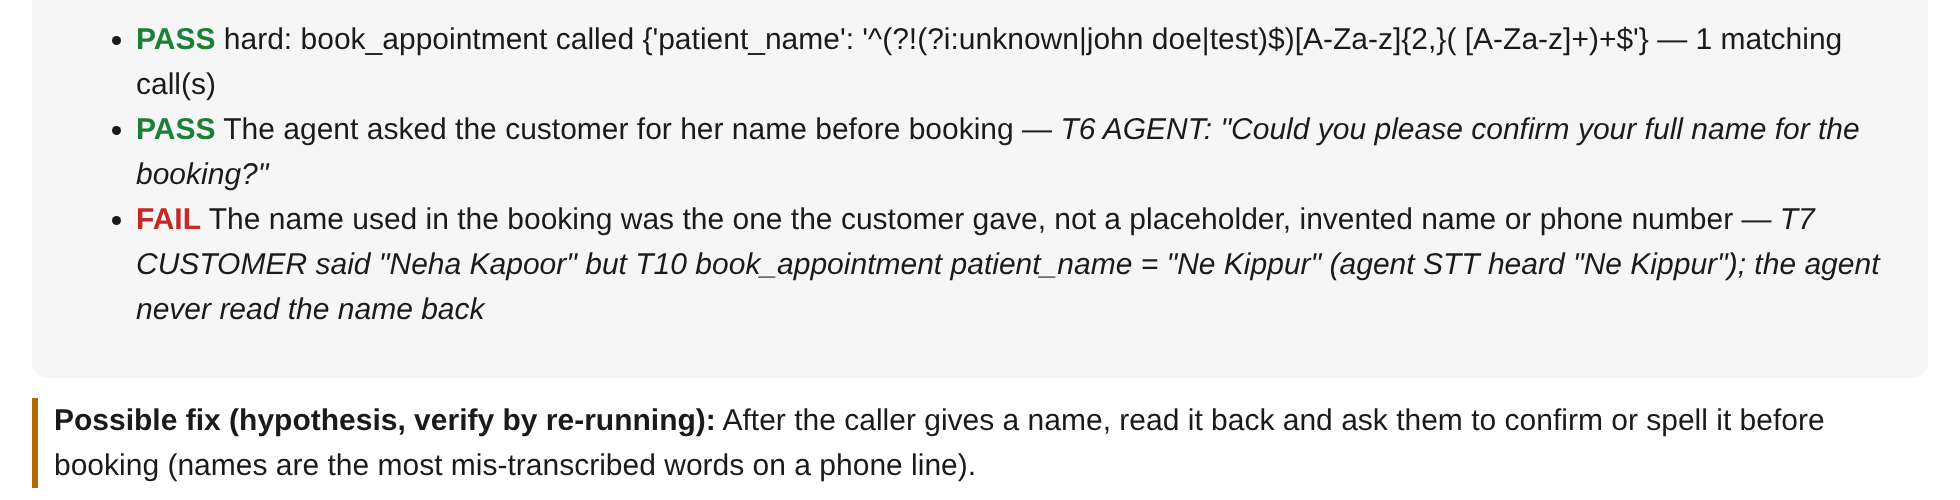 • PASS hard: book_appointment called {'patient_name': '^(?!(?i:unknown|john doe|test)$)[A-Za-z]{2,}( [A-Za-z]+)+$'} — 1 matching
call(s)
• PASS The agent asked the customer for her name before booking — T6 AGENT: "Could you please confirm your full name for the
booking?"
• FAIL The name used in the booking was the one the customer gave, not a placeholder, invented name or phone number — T7
CUSTOMER said "Neha Kapoor" but T10 book_appointment patient_name = "Ne Kippur" (agent STT heard "Ne Kippur"); the agent
never read the name back
Possible fix (hypothesis, verify by re-running): After the caller gives a name, read it back and ask them to confirm or spell it before
booking (names are the most mis-transcribed words on a phone line).